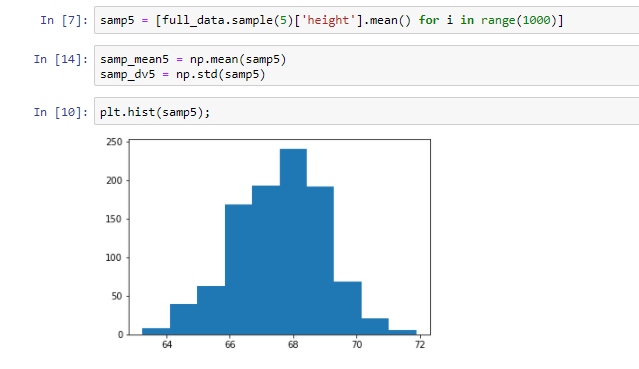 In [7]: samp5 = [full_data.sample(5)['height'].mean() for i in range(1000)]
In [14]: samp_mean5 = np.mean(samp5)
samp_dv5 = np.std(samp5)
In [10]: plt.hist(samp5);
250
200
150
100
50
0
64 66 68 70 72